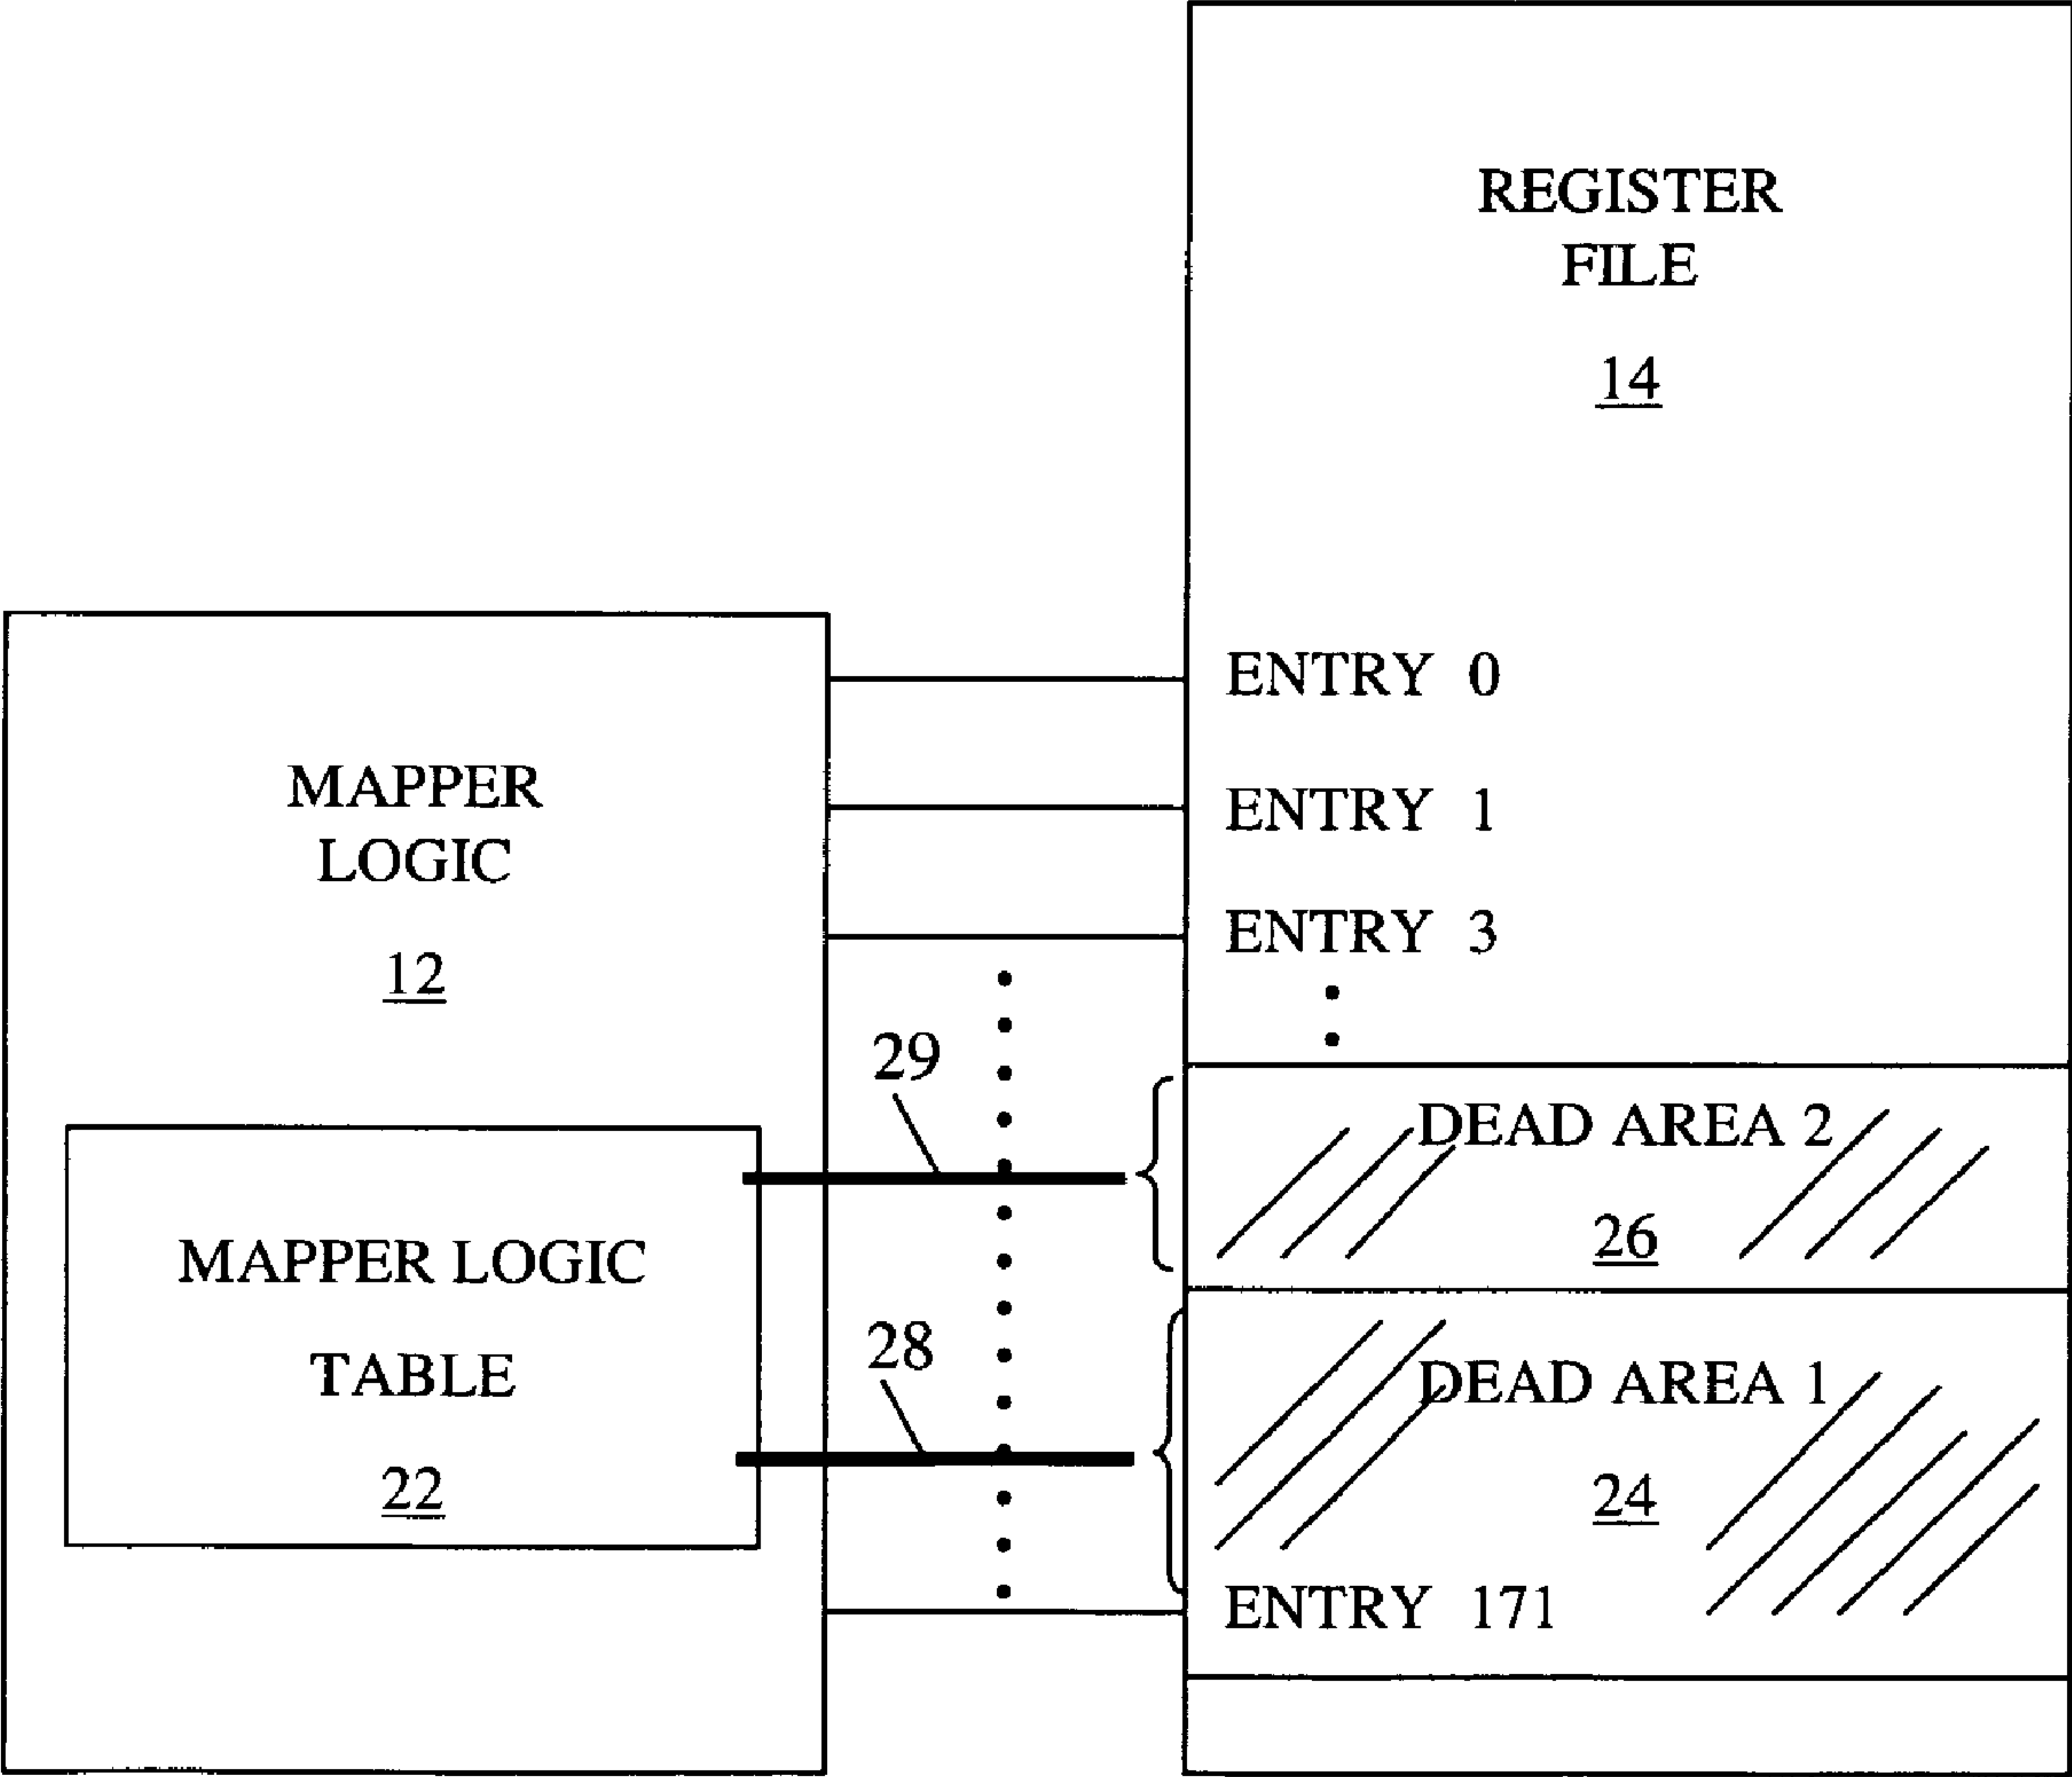 REGISTER
FILE
14
ENTRY 0
ENTRY 1
ENTRY 3
MAPPER
LOGIC
12
29
DEAD AREA 2
26
MAPPER LOGIC
TABLE
22
28
DEAD AREA 1
24
ENTRY 171